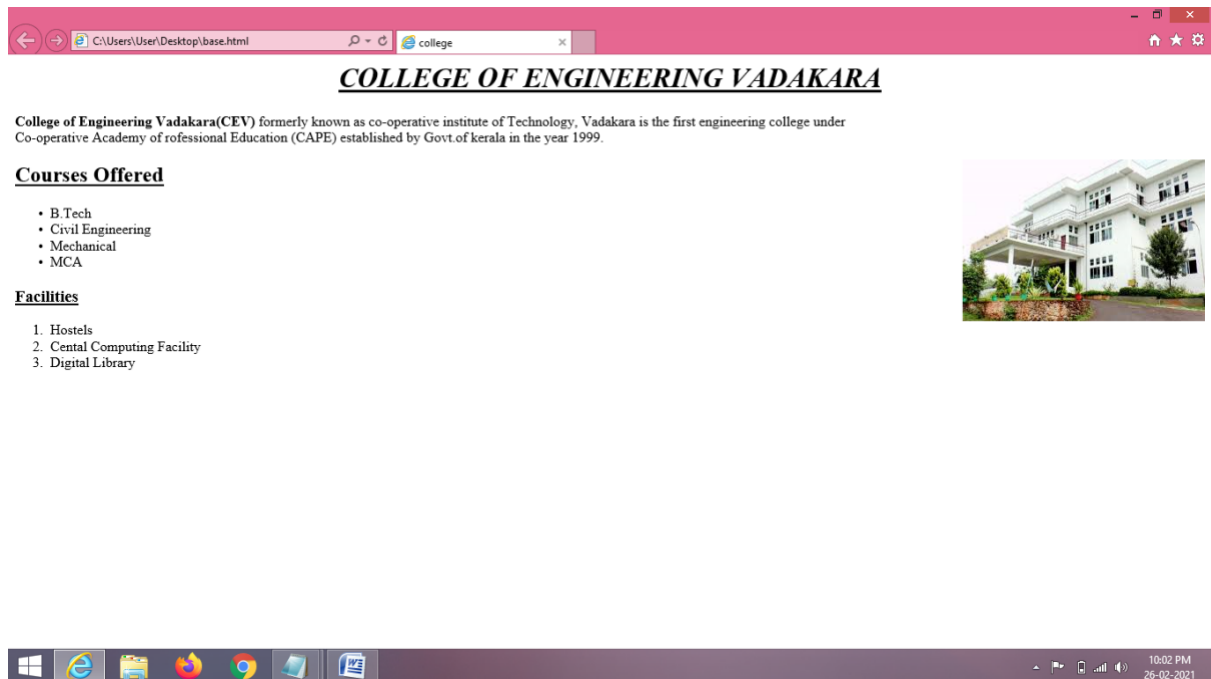 C:\Users\User\Desktop\base.html
college
COLLEGE OF ENGINEERING VADAKARA
College of Engineering Vadakara(CEV) formerly known as co-operative institute of Technology, Vadakara is the first engineering college under
Co-operative Academy of rofessional Education (CAPE) established by Govt.of kerala in the year 1999.
Courses Offered
• B.Tech
• Civil Engineering
• Mechanical
• MCA
Facilities
1. Hostels
2. Cental Computing Facility
3. Digital Library
10:02 PM
26-02-2021